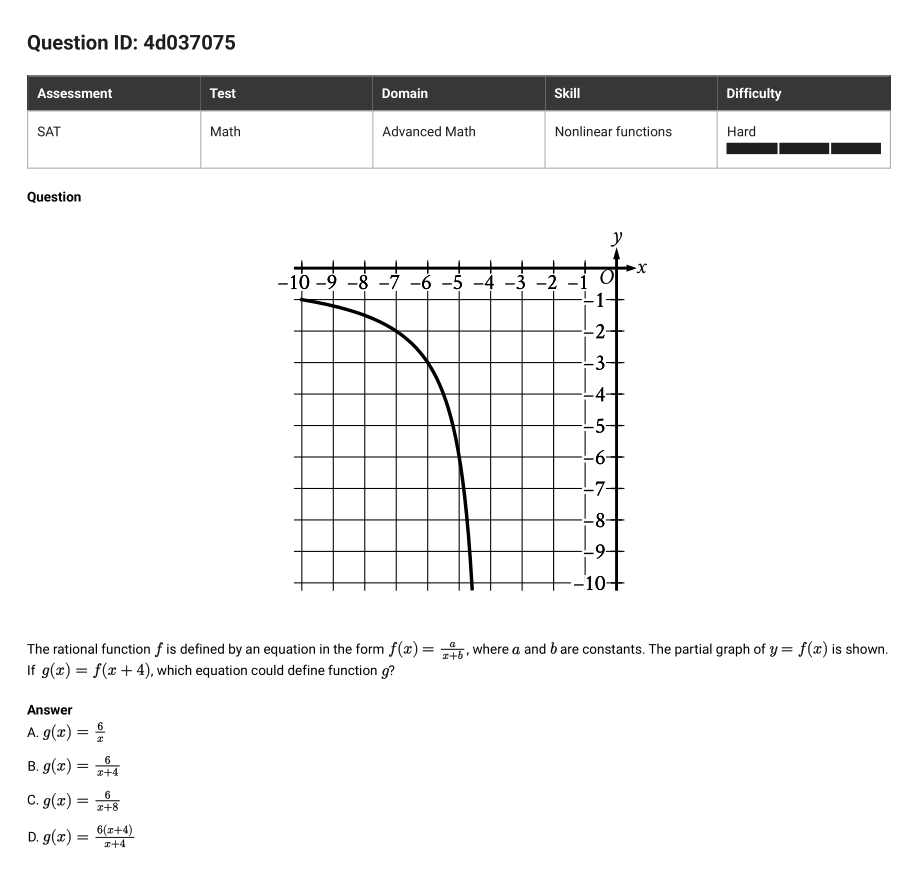 Question ID: 4d037075
Assessment Test Domain Skill Difficulty
SAT Math Advanced Math Nonlinear functions Hard
Question
y
x
−10 −9 −8 −7 −6 −5 −4 −3 −2 −1 O
−1
−2
−3
−4
−5
−6
−7
−8
−9
−10
The rational function f is defined by an equation in the form f(x) = a/(x+b), where a and b are constants. The partial graph of y = f(x) is shown.
If g(x) = f(x + 4), which equation could define function g?
Answer
A. g(x) = 6/x
B. g(x) = 6/(x+4)
C. g(x) = 6/(x+8)
D. g(x) = 6(x+4)/(x+4)